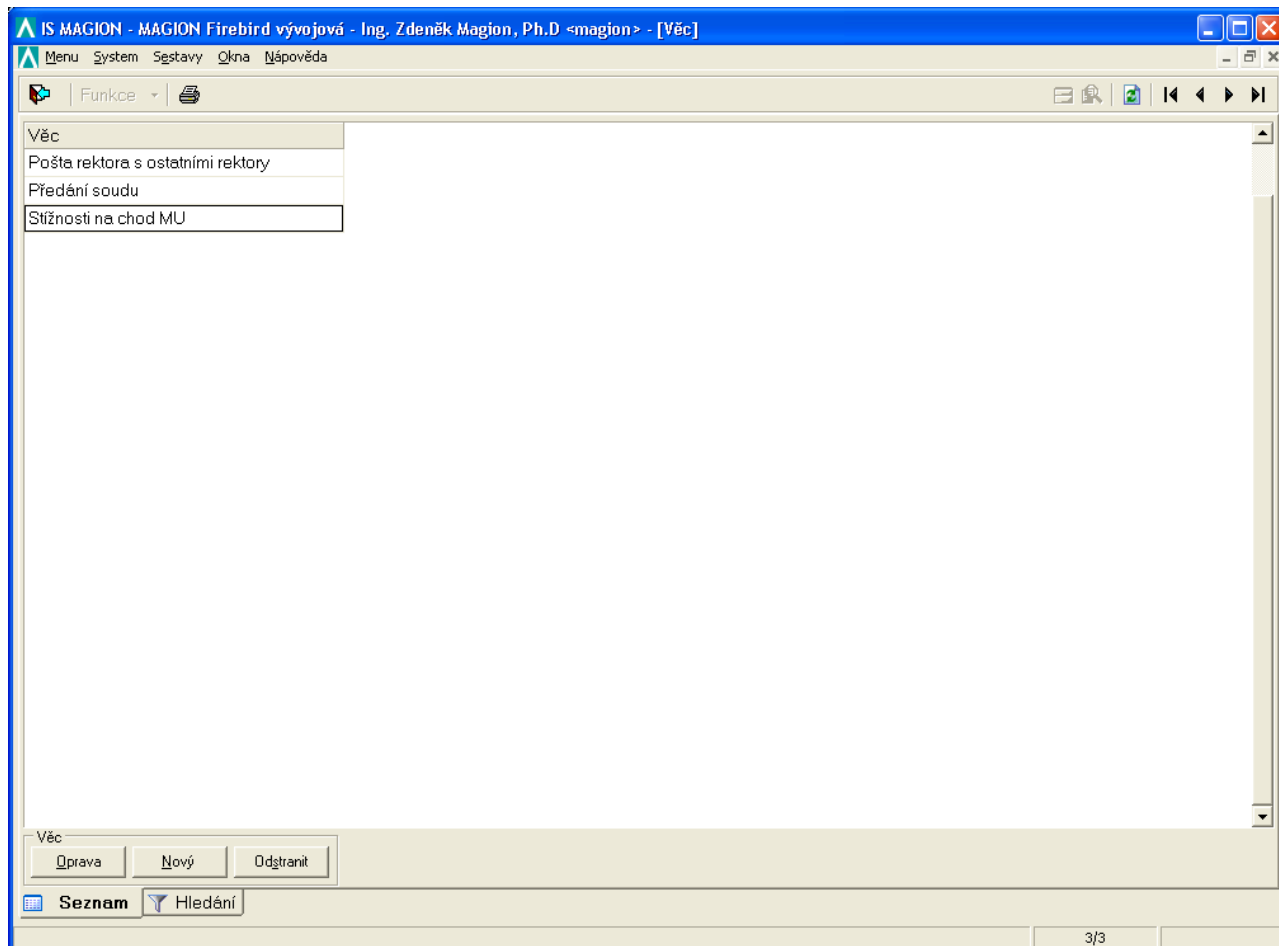 IS MAGION - MAGION Firebird vývojová - Ing. Zdeněk Magion, Ph.D <magion> - [Věc]
Menu System Sestavy Okna Nápověda
Funkce
Věc
Pošta rektora s ostatními rektory
Předání soudu
Stížnosti na chod MU
Věc
Oprava Nový Odstranit
Seznam Hledání
3/3